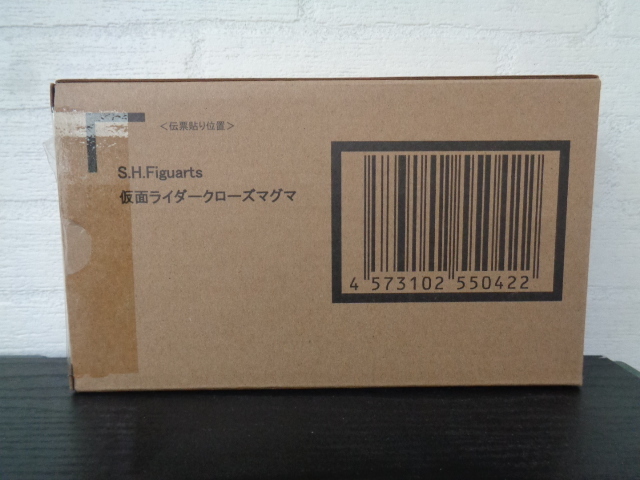 ＜伝票貼り位置＞
S.H.Figuarts
仮面ライダークローズマグマ
4 573102 550422